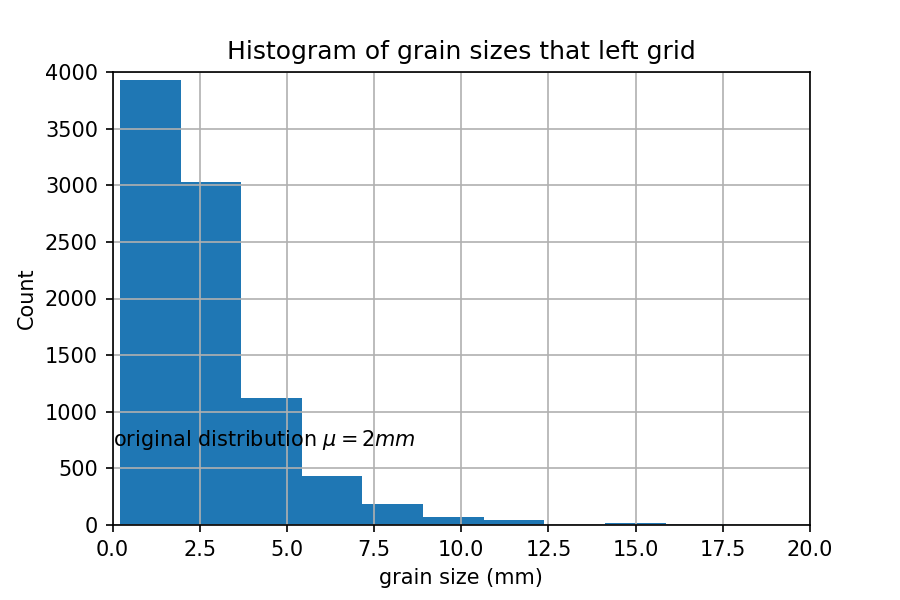 Histogram of grain sizes that left grid
4000
3500
3000
2500
2000
1500
1000
500
0
Count
original distribution μ = 2mm
0.0 2.5 5.0 7.5 10.0 12.5 15.0 17.5 20.0
grain size (mm)